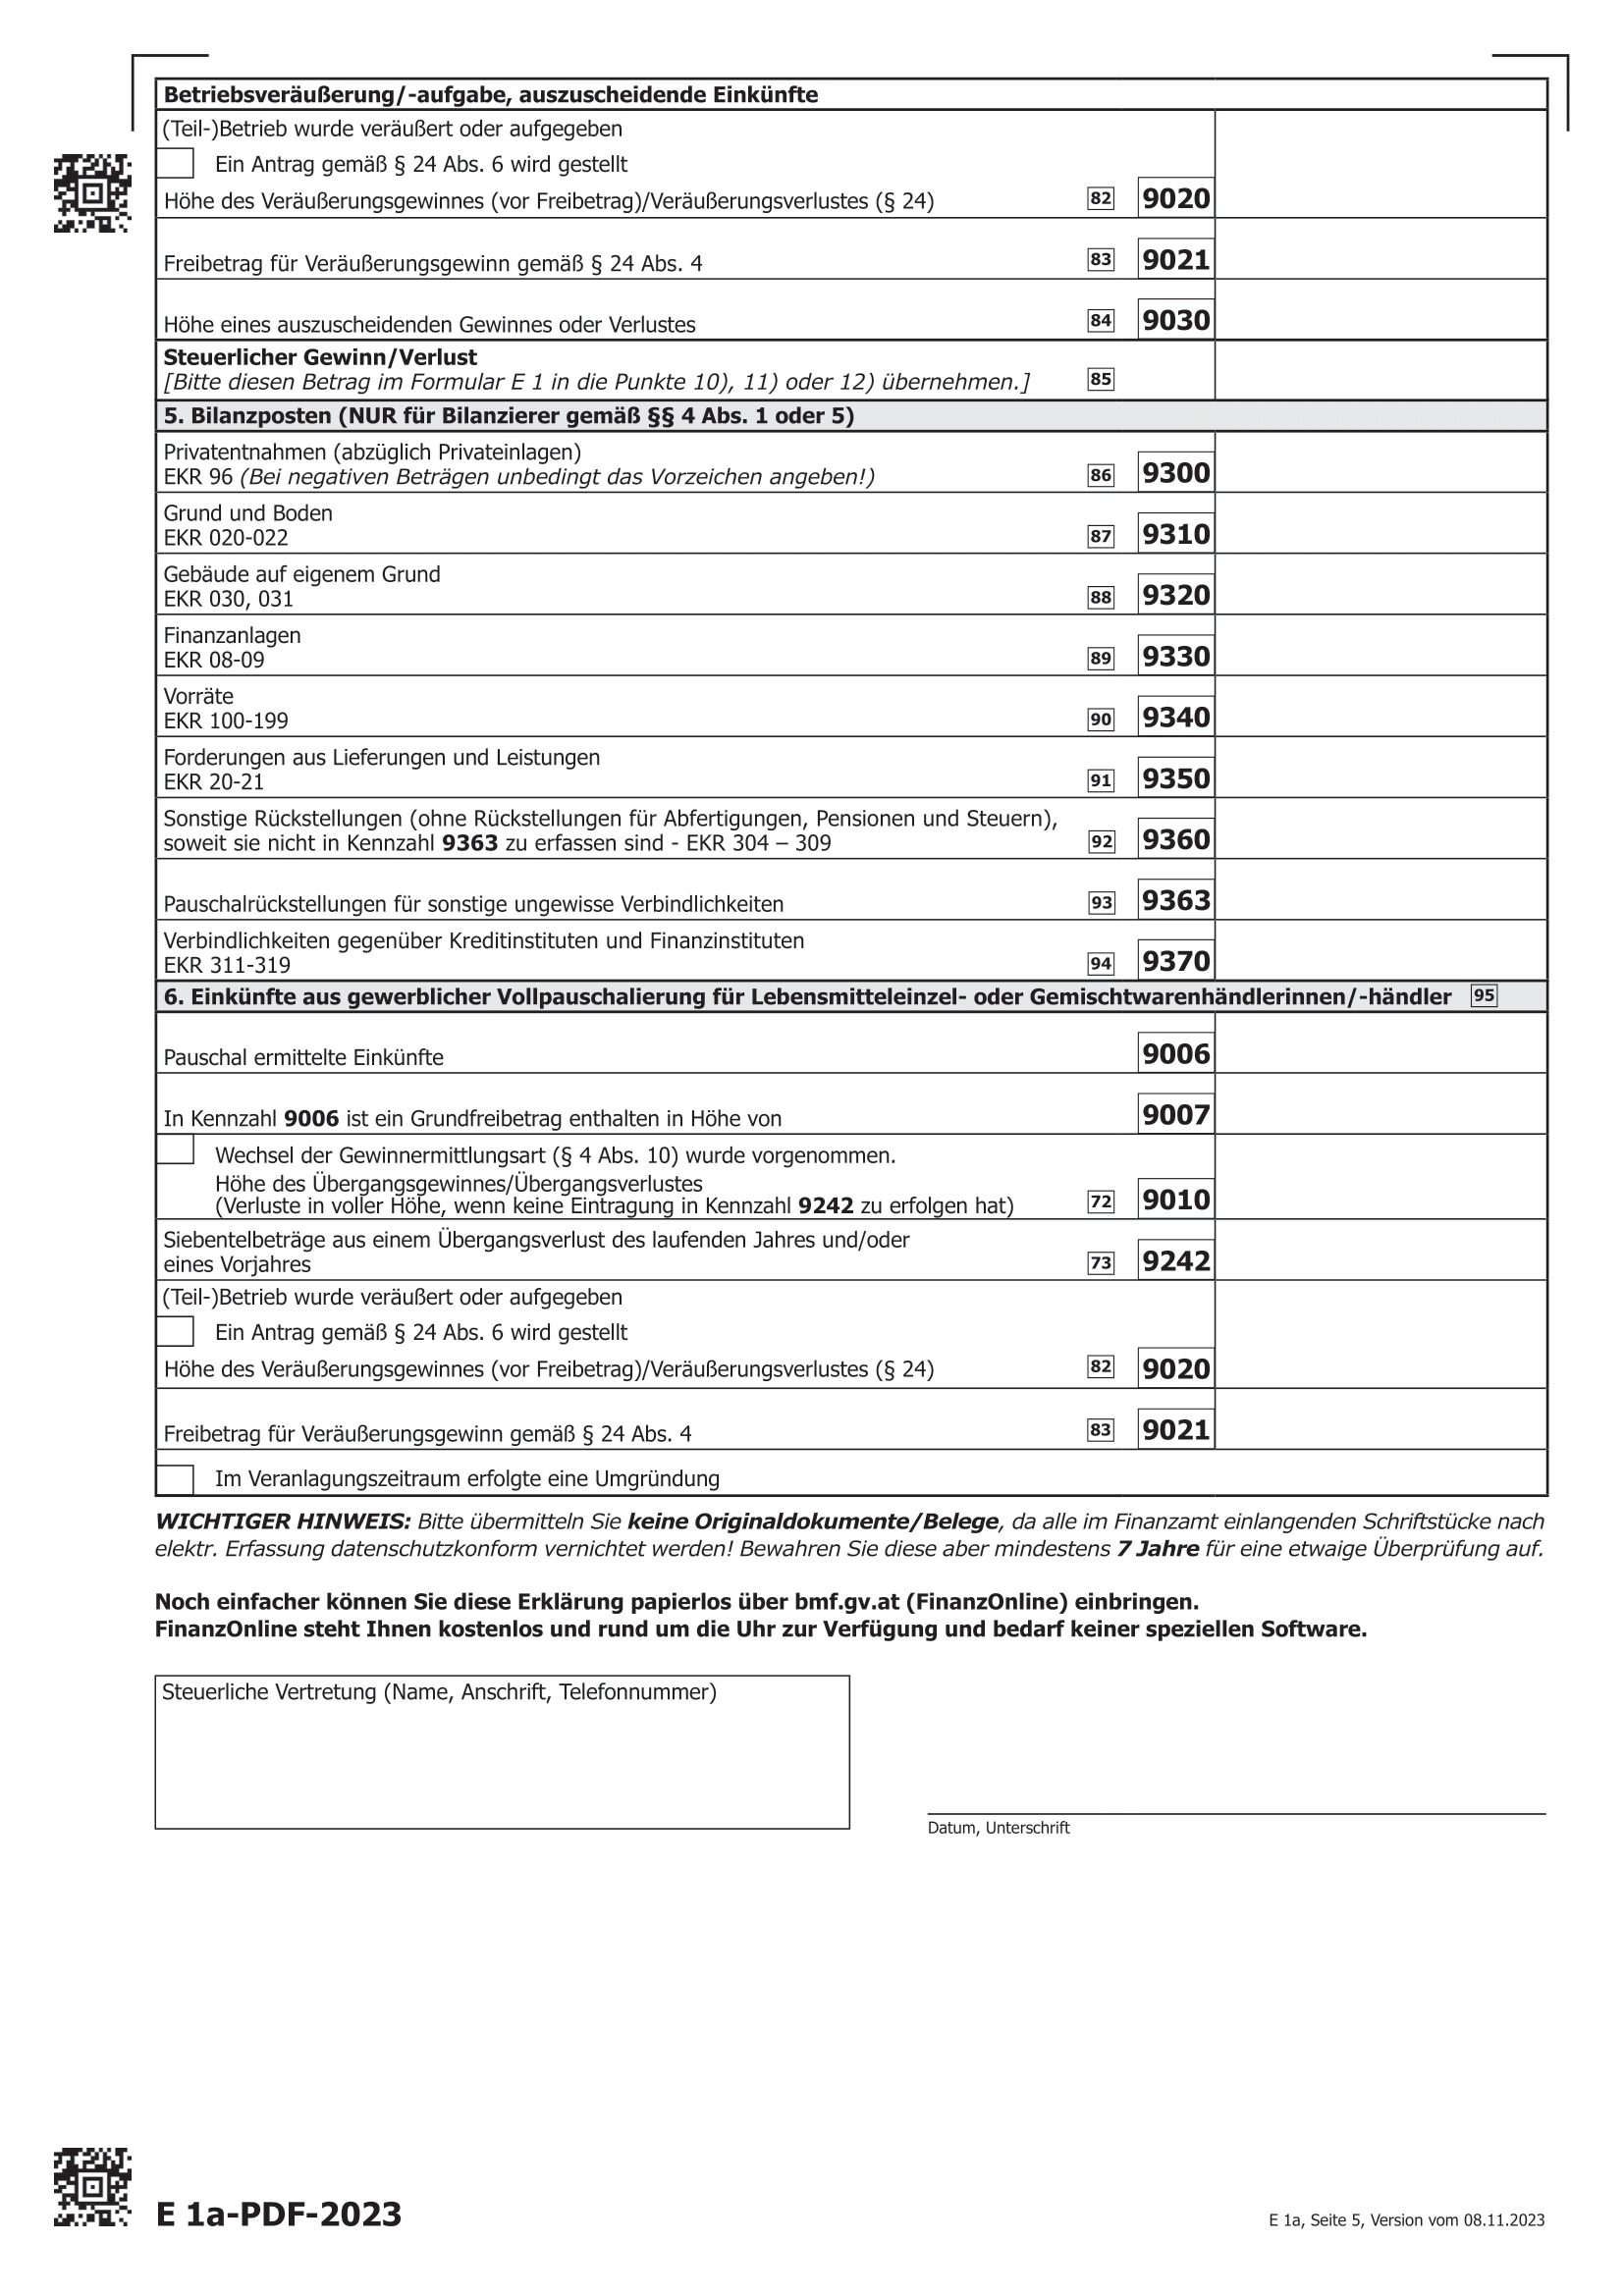 Betriebsveräußerung/-aufgabe, auszuscheidende Einkünfte
(Teil-)Betrieb wurde veräußert oder aufgegeben
Ein Antrag gemäß § 24 Abs. 6 wird gestellt
Höhe des Veräußerungsgewinnes (vor Freibetrag)/Veräußerungsverlustes (§ 24) 82 9020
Freibetrag für Veräußerungsgewinn gemäß § 24 Abs. 4 83 9021
Höhe eines auszuscheidenden Gewinnes oder Verlustes 84 9030
Steuerlicher Gewinn/Verlust
[Bitte diesen Betrag im Formular E 1 in die Punkte 10), 11) oder 12) übernehmen.] 85
5. Bilanzposten (NUR für Bilanzierer gemäß §§ 4 Abs. 1 oder 5)
Privatentnahmen (abzüglich Privateinlagen)
EKR 96 (Bei negativen Beträgen unbedingt das Vorzeichen angeben!) 86 9300
Grund und Boden
EKR 020-022 87 9310
Gebäude auf eigenem Grund
EKR 030, 031 88 9320
Finanzanlagen
EKR 08-09 89 9330
Vorräte
EKR 100-199 90 9340
Forderungen aus Lieferungen und Leistungen
EKR 20-21 91 9350
Sonstige Rückstellungen (ohne Rückstellungen für Abfertigungen, Pensionen und Steuern),
soweit sie nicht in Kennzahl 9363 zu erfassen sind - EKR 304 – 309 92 9360
Pauschalrückstellungen für sonstige ungewisse Verbindlichkeiten 93 9363
Verbindlichkeiten gegenüber Kreditinstituten und Finanzinstituten
EKR 311-319 94 9370
6. Einkünfte aus gewerblicher Vollpauschalierung für Lebensmitteleinzel- oder Gemischtwarenhändlerinnen/-händler 95
Pauschal ermittelte Einkünfte 9006
In Kennzahl 9006 ist ein Grundfreibetrag enthalten in Höhe von 9007
Wechsel der Gewinnermittlungsart (§ 4 Abs. 10) wurde vorgenommen.
Höhe des Übergangsgewinnes/Übergangsverlustes
(Verluste in voller Höhe, wenn keine Eintragung in Kennzahl 9242 zu erfolgen hat) 72 9010
Siebentelbeträge aus einem Übergangsverlust des laufenden Jahres und/oder
eines Vorjahres 73 9242
(Teil-)Betrieb wurde veräußert oder aufgegeben
Ein Antrag gemäß § 24 Abs. 6 wird gestellt
Höhe des Veräußerungsgewinnes (vor Freibetrag)/Veräußerungsverlustes (§ 24) 82 9020
Freibetrag für Veräußerungsgewinn gemäß § 24 Abs. 4 83 9021
Im Veranlagungszeitraum erfolgte eine Umgründung
WICHTIGER HINWEIS: Bitte übermitteln Sie keine Originaldokumente/Belege, da alle im Finanzamt einlangenden Schriftstücke nach
elektr. Erfassung datenschutzkonform vernichtet werden! Bewahren Sie diese aber mindestens 7 Jahre für eine etwaige Überprüfung auf.
Noch einfacher können Sie diese Erklärung papierlos über bmf.gv.at (FinanzOnline) einbringen.
FinanzOnline steht Ihnen kostenlos und rund um die Uhr zur Verfügung und bedarf keiner speziellen Software.
Steuerliche Vertretung (Name, Anschrift, Telefonnummer)
Datum, Unterschrift
E 1a-PDF-2023
E 1a, Seite 5, Version vom 08.11.2023